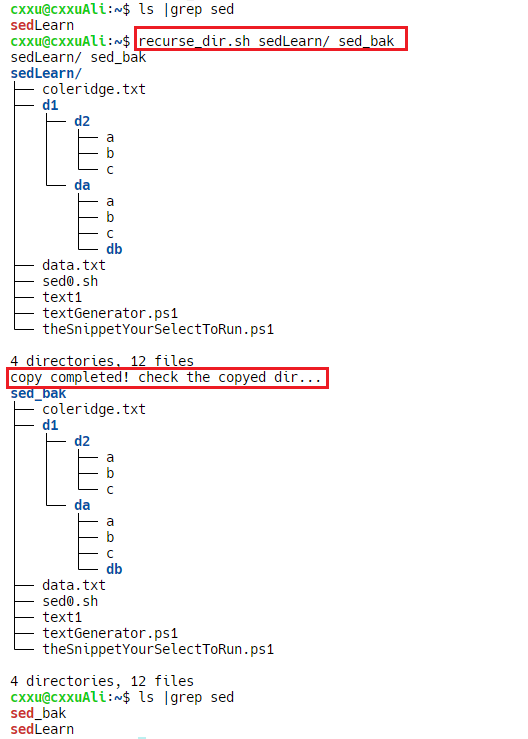 cxxu@cxxuAli:~$ ls |grep sed
sedLearn
cxxu@cxxuAli:~$ recurse_dir.sh sedLearn/ sed_bak
sedLearn/ sed_bak
sedLearn/
├── coleridge.txt
├── d1
│   ├── d2
│   │   ├── a
│   │   ├── b
│   │   └── c
│   └── da
│       ├── a
│       ├── b
│       ├── c
│       └── db
├── data.txt
├── sed0.sh
├── text1
├── textGenerator.ps1
└── theSnippetYourSelectToRun.ps1
4 directories, 12 files
copy completed! check the copyed dir...
sed_bak
├── coleridge.txt
├── d1
│   ├── d2
│   │   ├── a
│   │   ├── b
│   │   └── c
│   └── da
│       ├── a
│       ├── b
│       ├── c
│       └── db
├── data.txt
├── sed0.sh
├── text1
├── textGenerator.ps1
└── theSnippetYourSelectToRun.ps1
4 directories, 12 files
cxxu@cxxuAli:~$ ls |grep sed
sed_bak
sedLearn